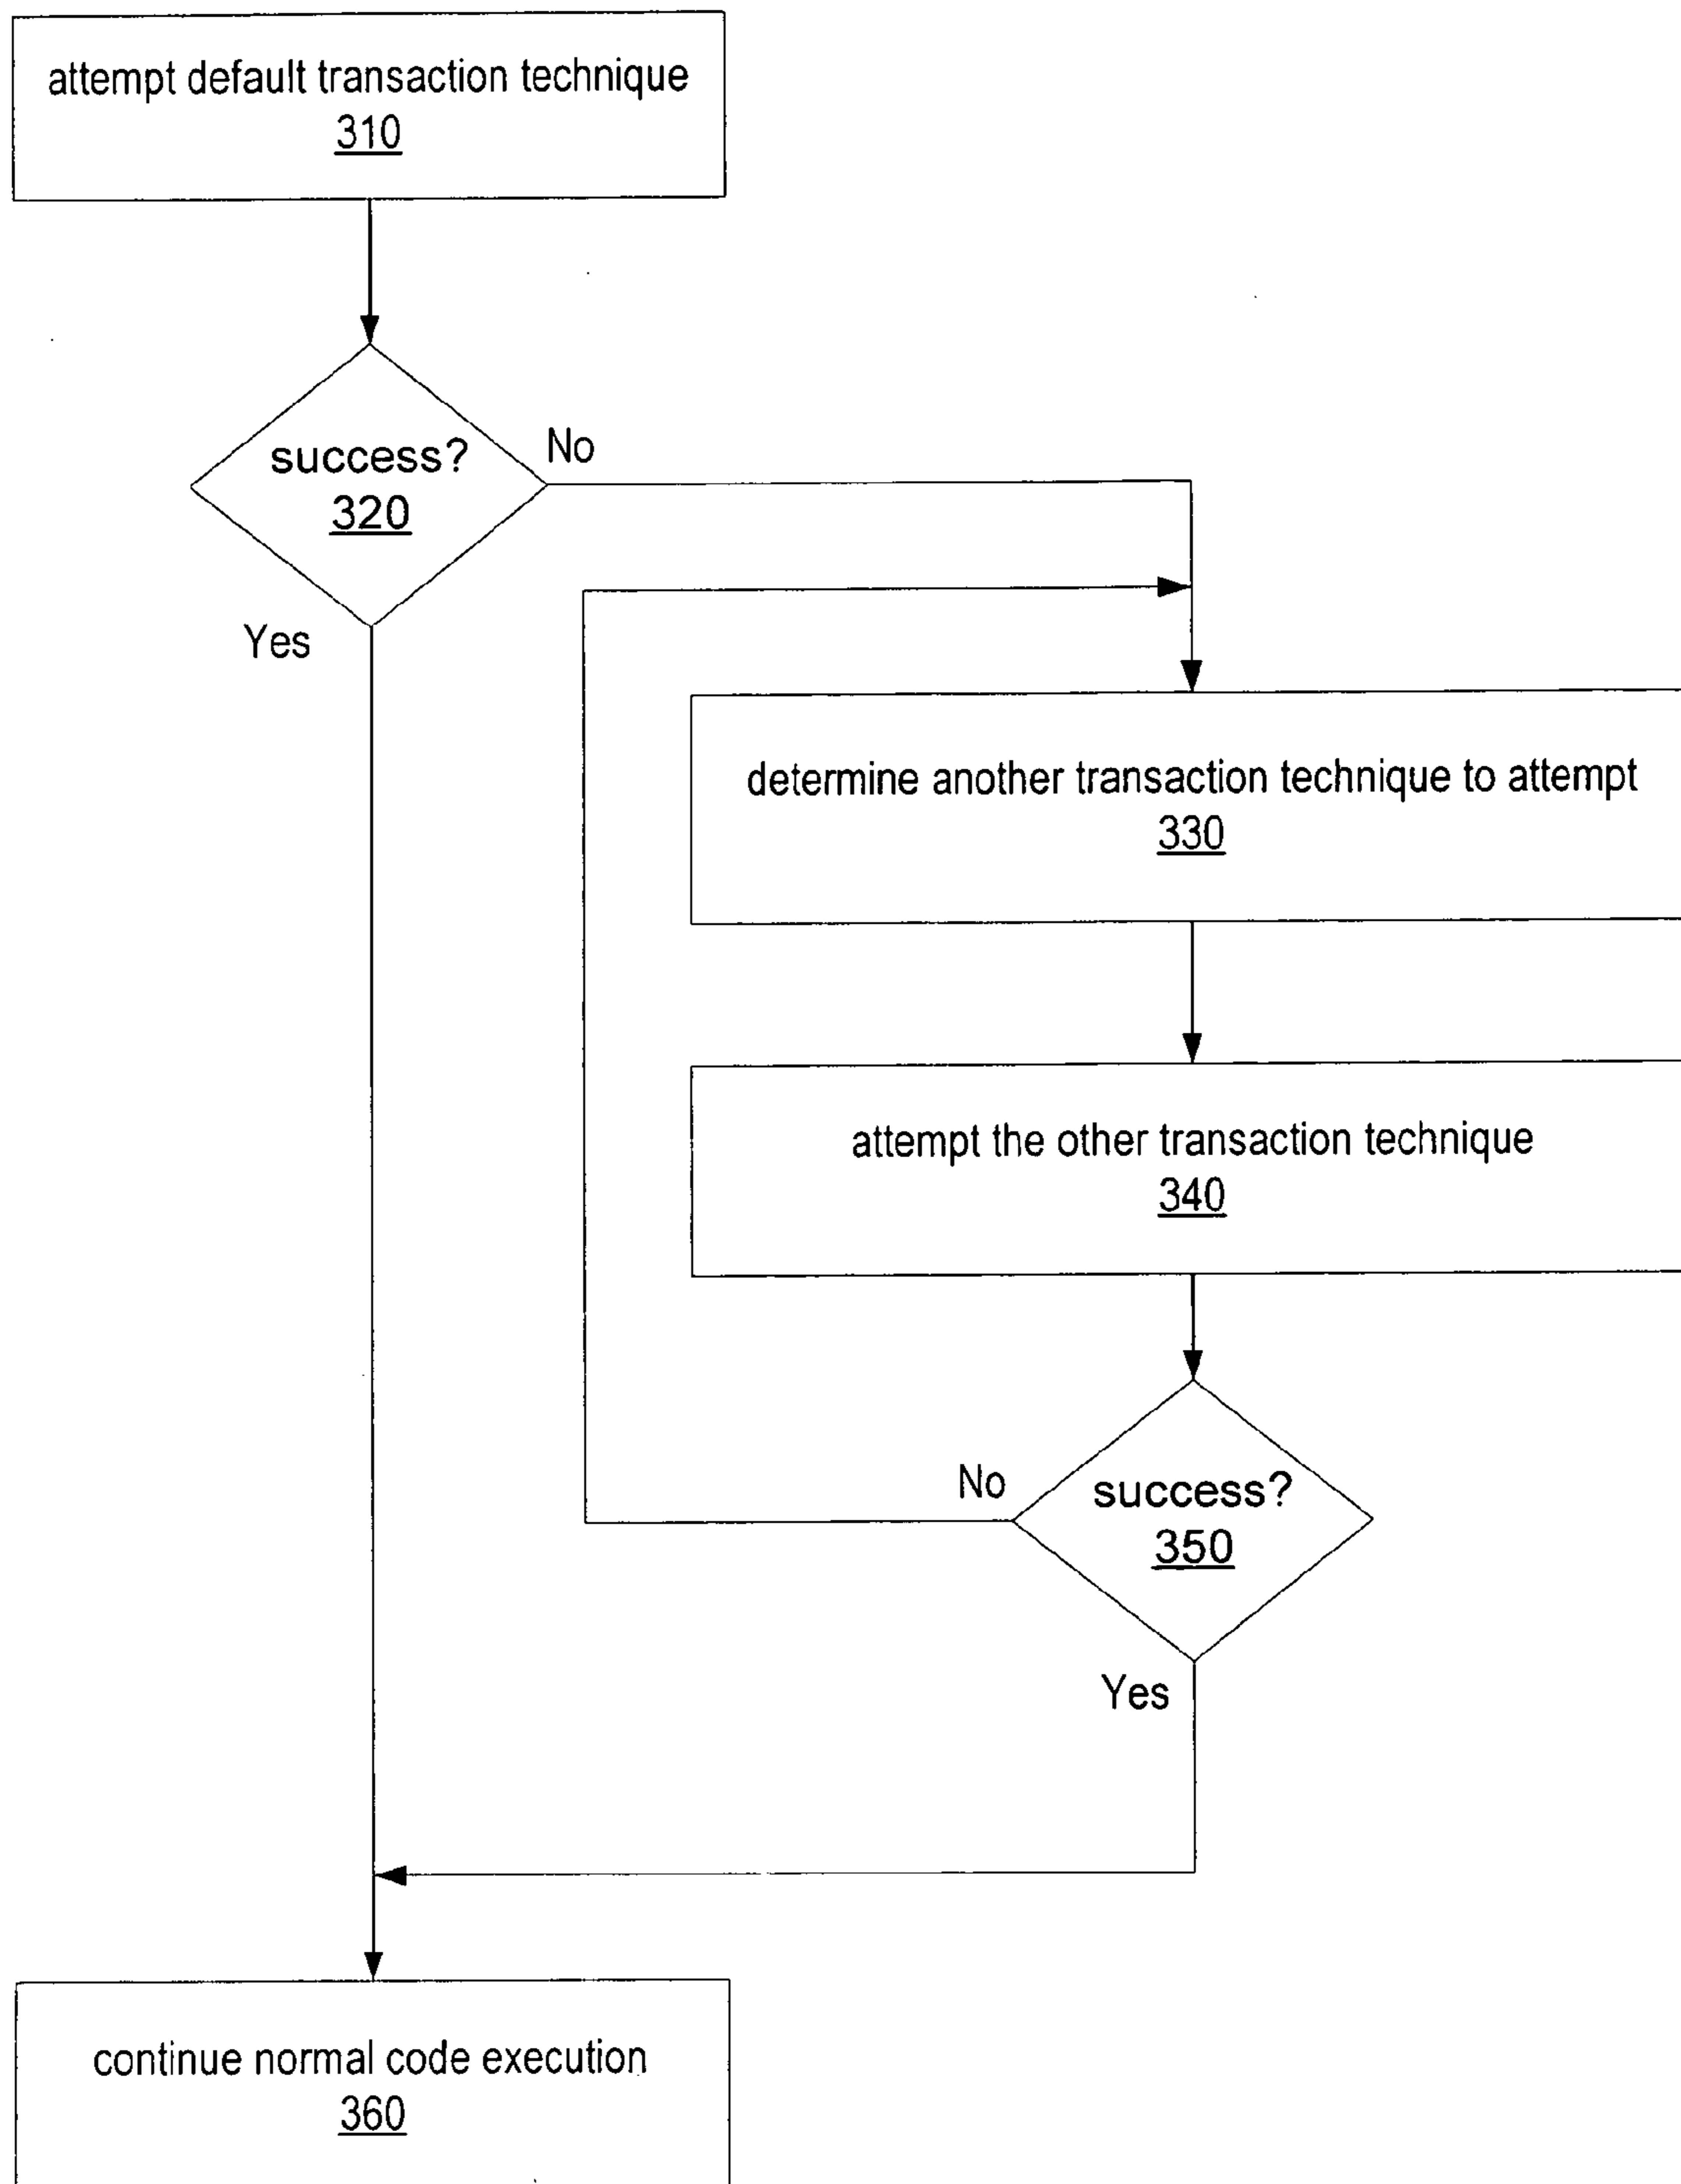 attempt default transaction technique
310
success?
320
No
Yes
determine another transaction technique to attempt
330
attempt the other transaction technique
340
No
success?
350
Yes
continue normal code execution
360